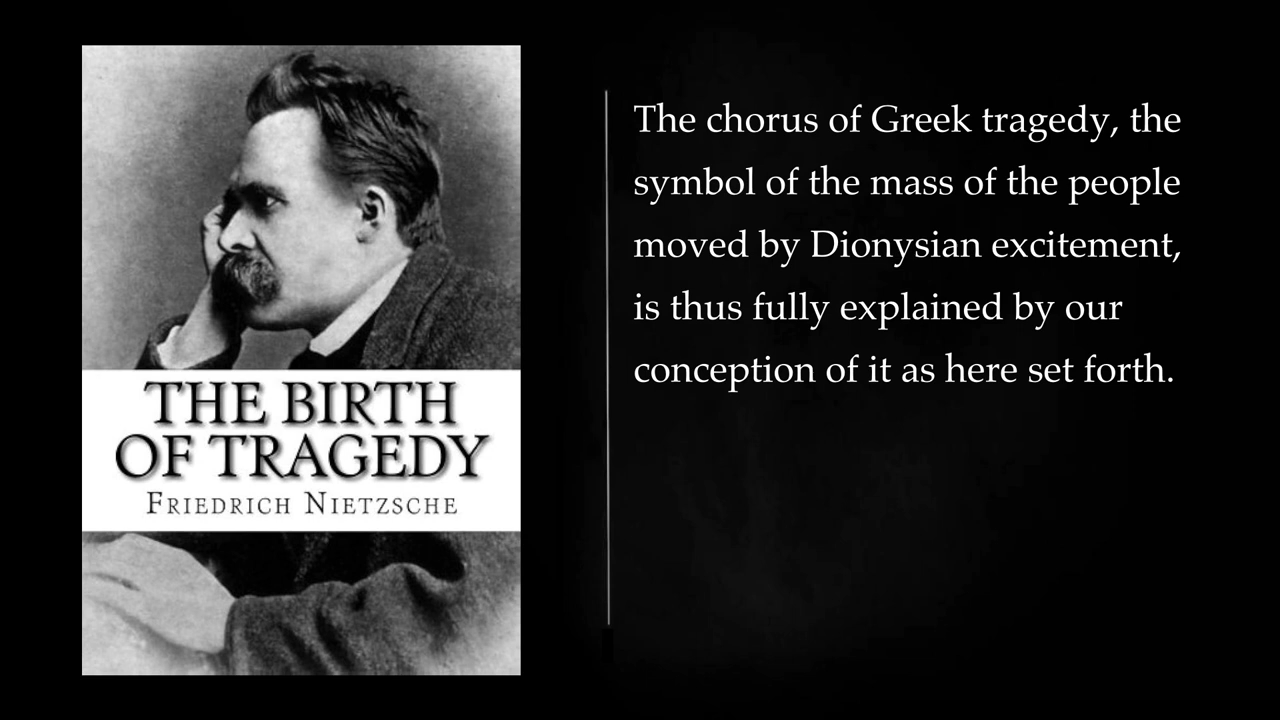 THE BIRTH
OF TRAGEDY
FRIEDRICH NIETZSCHE
The chorus of Greek tragedy, the
symbol of the mass of the people
moved by Dionysian excitement,
is thus fully explained by our
conception of it as here set forth.